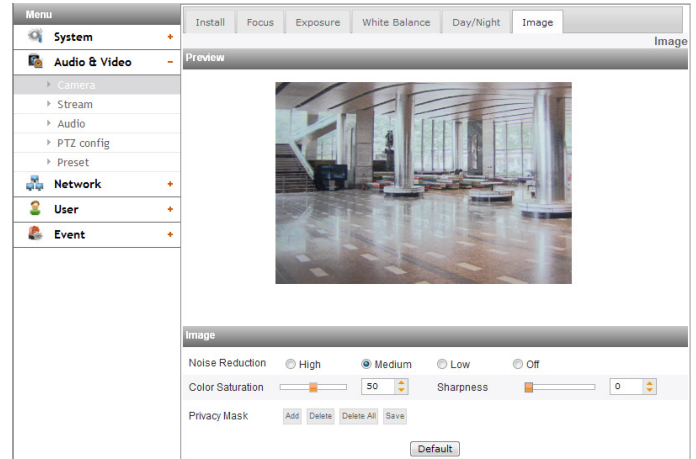 Menu
System +
Audio & Video -
Camera
Stream
Audio
PTZ config
Preset
Network +
User +
Event +
Install Focus Exposure White Balance Day/Night Image
Image
Preview
Image
Noise Reduction High Medium Low Off
Color Saturation 50 Sharpness 0
Privacy Mask Add Delete Delete All Save
Default